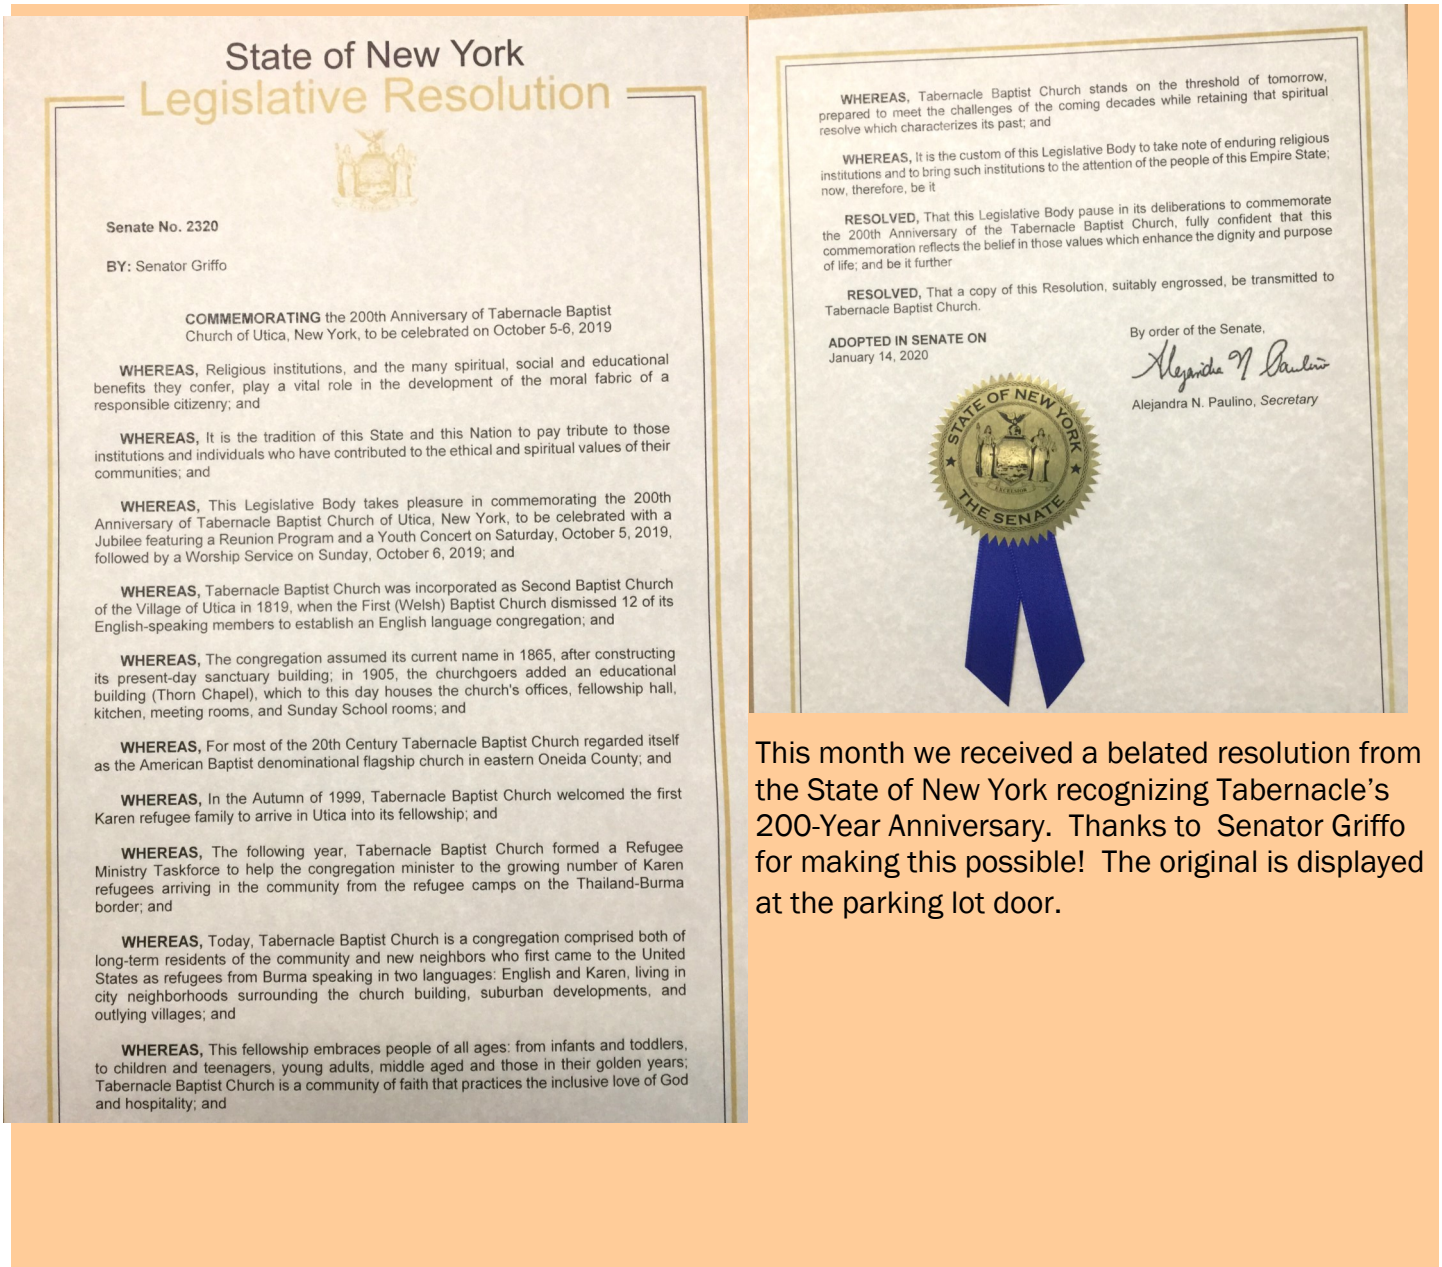 State of New York
Legislative Resolution
Senate No. 2320
BY: Senator Griffo
COMMEMORATING the 200th Anniversary of Tabernacle Baptist
Church of Utica, New York, to be celebrated on October 5-6, 2019
WHEREAS, Religious institutions, and the many spiritual, social and educational
benefits they confer, play a vital role in the development of the moral fabric of a
responsible citizenry; and
WHEREAS, It is the tradition of this State and this Nation to pay tribute to those
institutions and individuals who have contributed to the ethical and spiritual values of their
communities; and
WHEREAS, This Legislative Body takes pleasure in commemorating the 200th
Anniversary of Tabernacle Baptist Church of Utica, New York, to be celebrated with a
Jubilee featuring a Reunion Program and a Youth Concert on Saturday, October 5, 2019,
followed by a Worship Service on Sunday, October 6, 2019; and
WHEREAS, Tabernacle Baptist Church was incorporated as Second Baptist Church
of the Village of Utica in 1819, when the First (Welsh) Baptist Church dismissed 12 of its
English-speaking members to establish an English language congregation; and
WHEREAS, The congregation assumed its current name in 1865, after constructing
its present-day sanctuary building; in 1905, the churchgoers added an educational
building (Thorn Chapel), which to this day houses the church's offices, fellowship hall,
kitchen, meeting rooms, and Sunday School rooms; and
WHEREAS, For most of the 20th Century Tabernacle Baptist Church regarded itself
as the American Baptist denominational flagship church in eastern Oneida County; and
WHEREAS, In the Autumn of 1999, Tabernacle Baptist Church welcomed the first
Karen refugee family to arrive in Utica into its fellowship; and
WHEREAS, The following year, Tabernacle Baptist Church formed a Refugee
Ministry Taskforce to help the congregation minister to the growing number of Karen
refugees arriving in the community from the refugee camps on the Thailand-Burma
border; and
WHEREAS, Today, Tabernacle Baptist Church is a congregation comprised both of
long-term residents of the community and new neighbors who first came to the United
States as refugees from Burma speaking in two languages: English and Karen, living in
city neighborhoods surrounding the church building, suburban developments, and
outlying villages; and
WHEREAS, This fellowship embraces people of all ages: from infants and toddlers,
to children and teenagers, young adults, middle aged and those in their golden years;
Tabernacle Baptist Church is a community of faith that practices the inclusive love of God
and hospitality; and
WHEREAS, Tabernacle Baptist Church stands on the threshold of tomorrow,
prepared to meet the challenges of the coming decades while retaining that spiritual
resolve which characterizes its past; and
WHEREAS, It is the custom of this Legislative Body to take note of enduring religious
institutions and to bring such institutions to the attention of the people of this Empire State;
now, therefore, be it
RESOLVED, That this Legislative Body pause in its deliberations to commemorate
the 200th Anniversary of the Tabernacle Baptist Church, fully confident that this
commemoration reflects the belief in those values which enhance the dignity and purpose
of life; and be it further
RESOLVED, That a copy of this Resolution, suitably engrossed, be transmitted to
Tabernacle Baptist Church.
ADOPTED IN SENATE ON
January 14, 2020
By order of the Senate,
Alejandra N Paulino
Alejandra N. Paulino, Secretary
STATE OF NEW YORK
EXCELSIOR
THE SENATE
This month we received a belated resolution from
the State of New York recognizing Tabernacle’s
200-Year Anniversary. Thanks to Senator Griffo
for making this possible! The original is displayed
at the parking lot door.